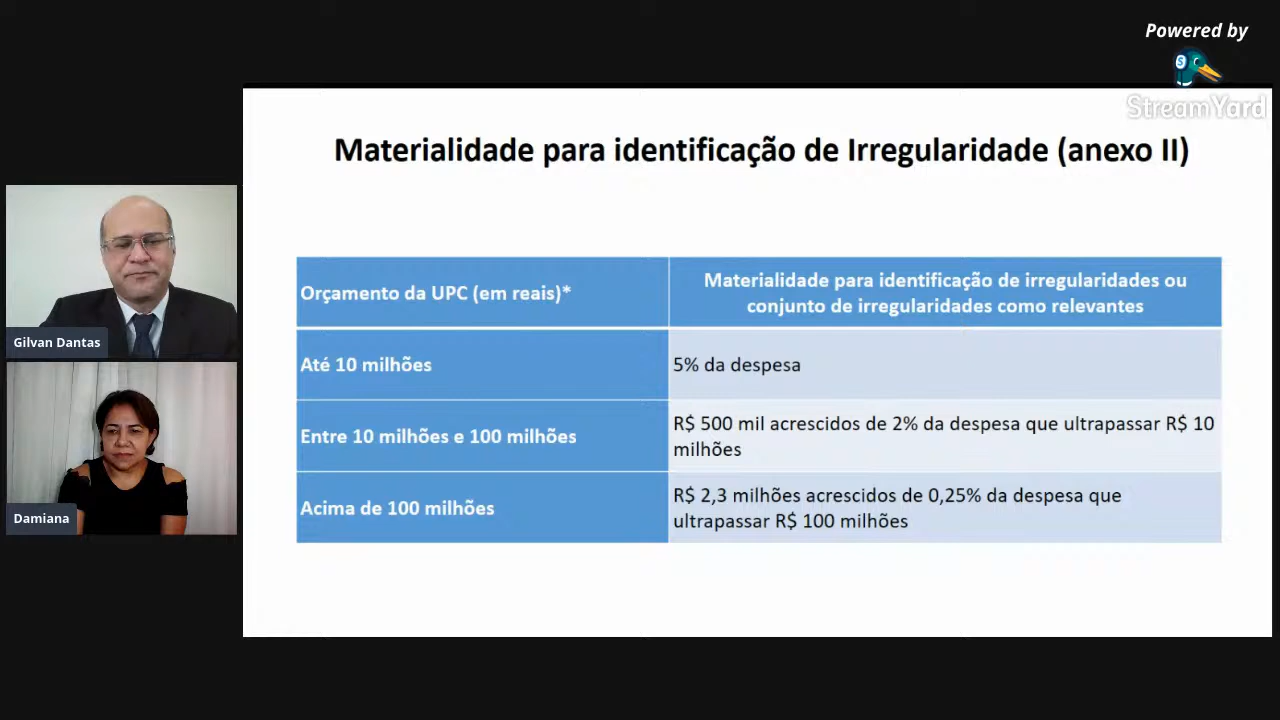 Powered by
StreamYard
Materialidade para identificação de Irregularidade (anexo II)
Orçamento da UPC (em reais)*
Materialidade para identificação de irregularidades ou
conjunto de irregularidades como relevantes
Até 10 milhões
5% da despesa
Entre 10 milhões e 100 milhões
R$ 500 mil acrescidos de 2% da despesa que ultrapassar R$ 10
milhões
Acima de 100 milhões
R$ 2,3 milhões acrescidos de 0,25% da despesa que
ultrapassar R$ 100 milhões
Gilvan Dantas
Damiana